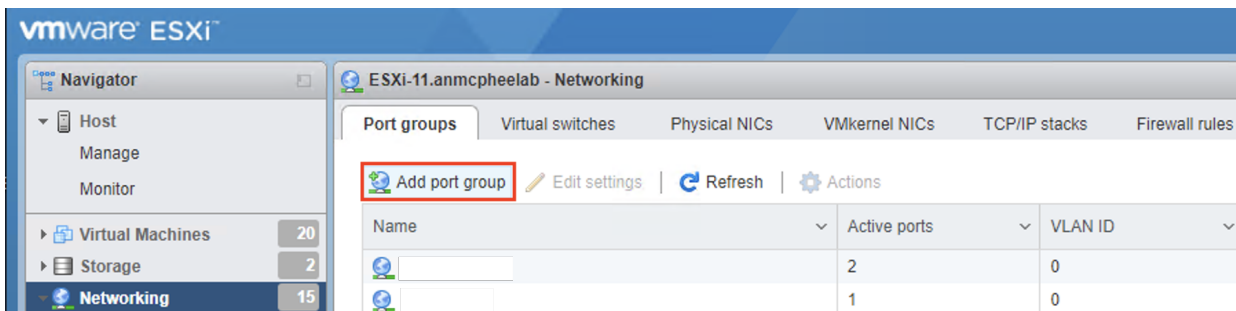 vmware ESXi™
Navigator
ESXi-11.anmcpheelab - Networking
Host
Manage
Monitor
Virtual Machines 20
Storage 2
Networking 15
Port groups Virtual switches Physical NICs VMkernel NICs TCP/IP stacks Firewall rules
Add port group Edit settings Refresh Actions
Name Active ports VLAN ID
2 0
1 0